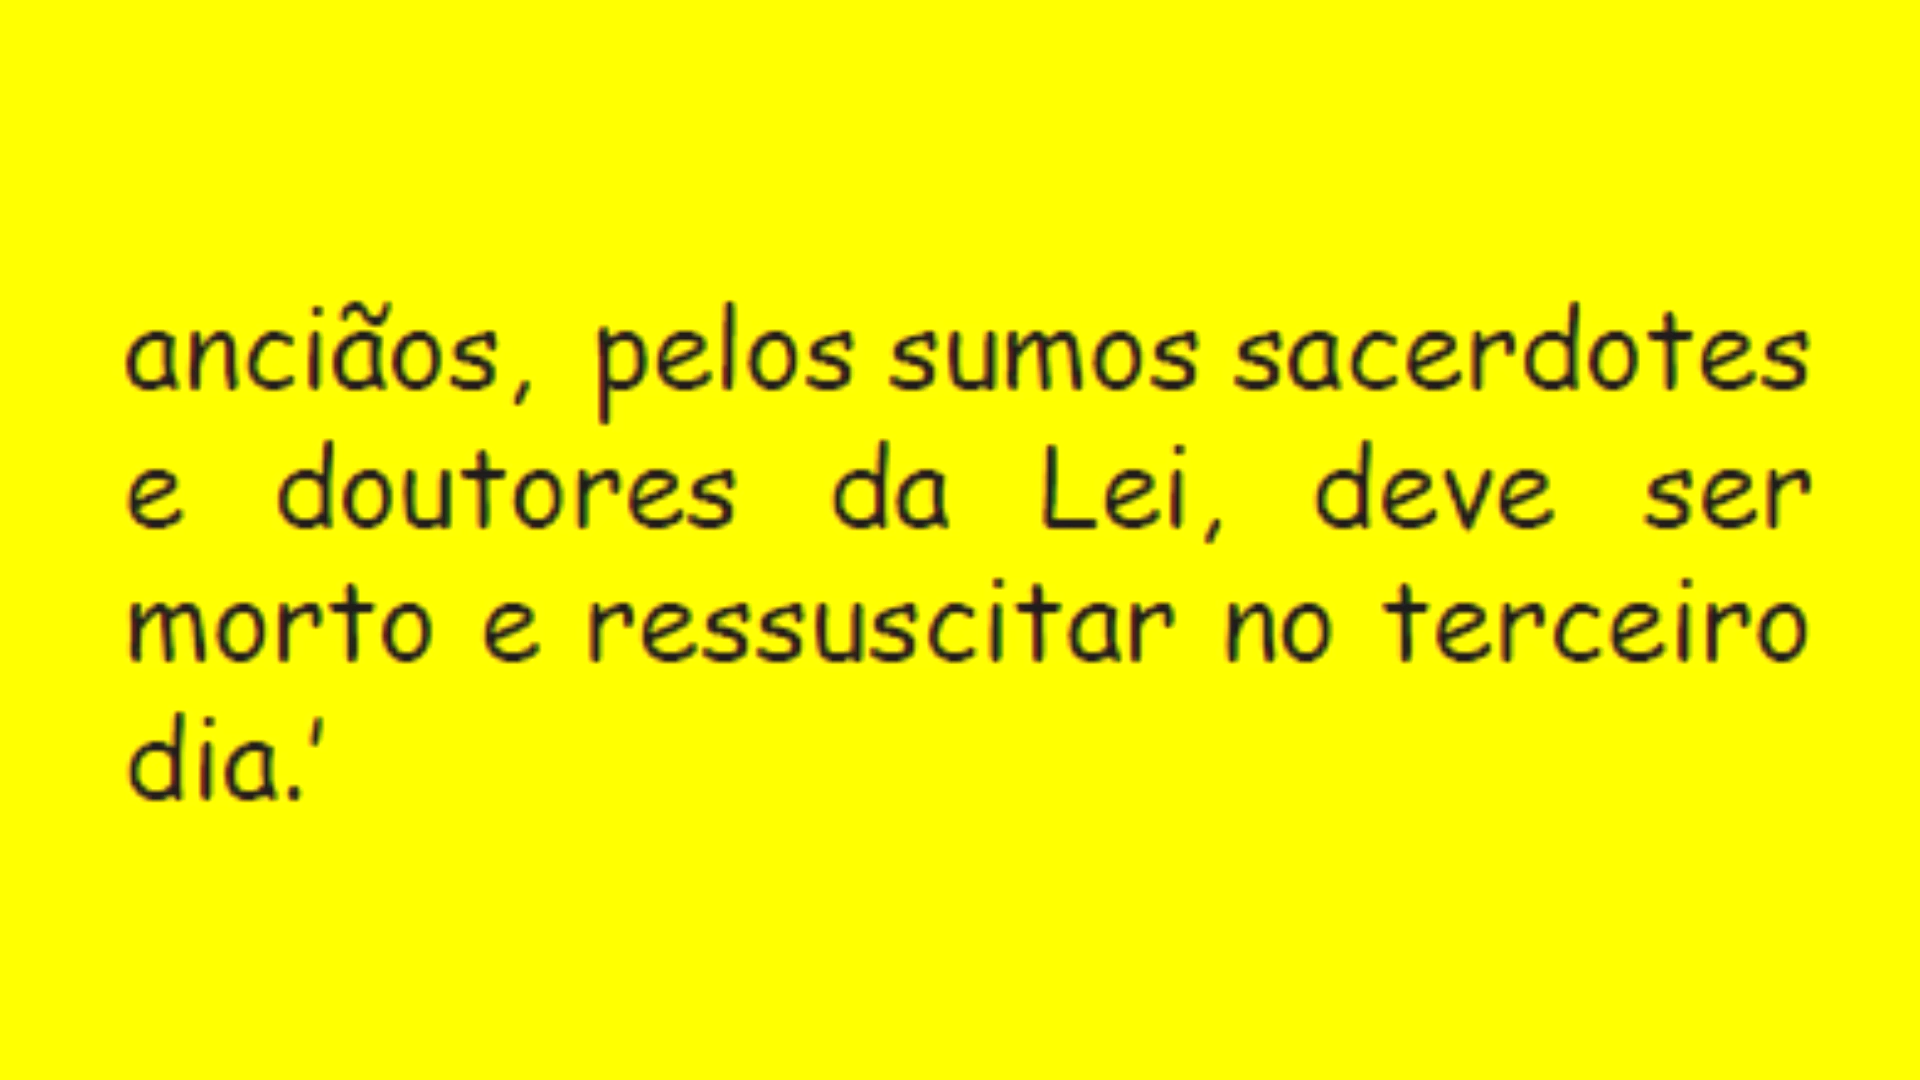 anciãos, pelos sumos sacerdotes
e doutores da Lei, deve ser
morto e ressuscitar no terceiro
dia.'